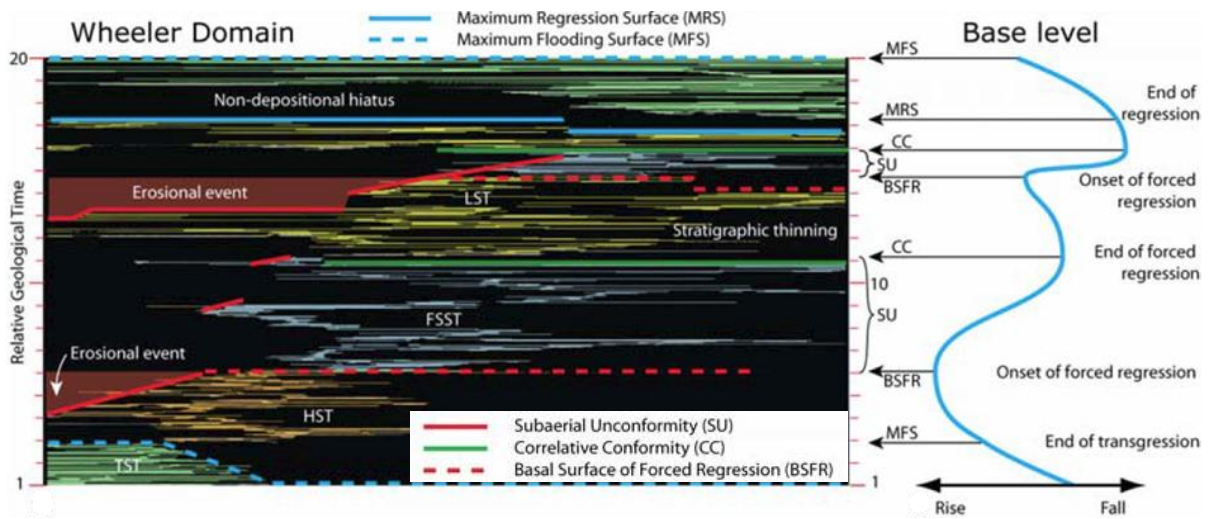 Wheeler Domain
Maximum Regression Surface (MRS)
Maximum Flooding Surface (MFS)
Base level
Relative Geological Time
20
1
Non-depositional hiatus
Erosional event
LST
Stratigraphic thinning
FSST
Erosional event
HST
TST
Subaerial Unconformity (SU)
Correlative Conformity (CC)
Basal Surface of Forced Regression (BSFR)
10
1
MFS
MRS
CC
SU
BSFR
CC
SU
BSFR
MFS
End of
regression
Onset of forced
regression
End of forced
regression
Onset of forced regression
End of transgression
Rise
Fall